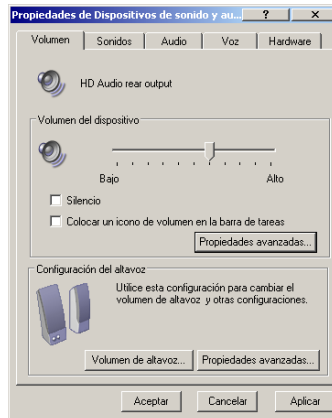 Propiedades de Dispositivos de sonido y au...
Volumen Sonidos Audio Voz Hardware
HD Audio rear output
Volumen del dispositivo
Bajo Alto
Silencio
Colocar un icono de volumen en la barra de tareas
Propiedades avanzadas...
Configuración del altavoz
Utilice esta configuración para cambiar el
volumen de altavoz y otras configuraciones.
Volumen de altavoz... Propiedades avanzadas...
Aceptar Cancelar Aplicar